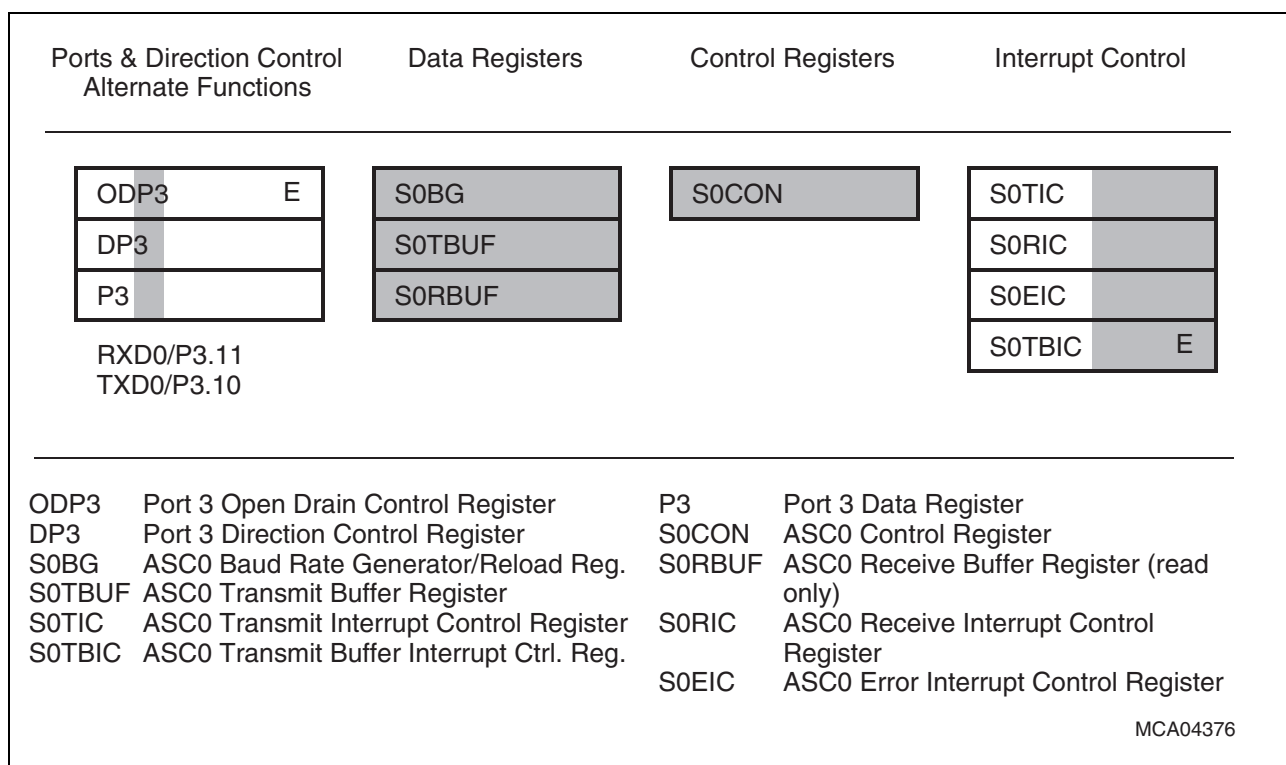 Ports & Direction Control
Alternate Functions
Data Registers
Control Registers
Interrupt Control
ODP3 E
DP3
P3
RXD0/P3.11
TXD0/P3.10
S0BG
S0TBUF
S0RBUF
S0CON
S0TIC
S0RIC
S0EIC
S0TBIC E
ODP3 Port 3 Open Drain Control Register
DP3 Port 3 Direction Control Register
S0BG ASC0 Baud Rate Generator/Reload Reg.
S0TBUF ASC0 Transmit Buffer Register
S0TIC ASC0 Transmit Interrupt Control Register
S0TBIC ASC0 Transmit Buffer Interrupt Ctrl. Reg.
P3 Port 3 Data Register
S0CON ASC0 Control Register
S0RBUF ASC0 Receive Buffer Register (read
only)
S0RIC ASC0 Receive Interrupt Control
Register
S0EIC ASC0 Error Interrupt Control Register
MCA04376